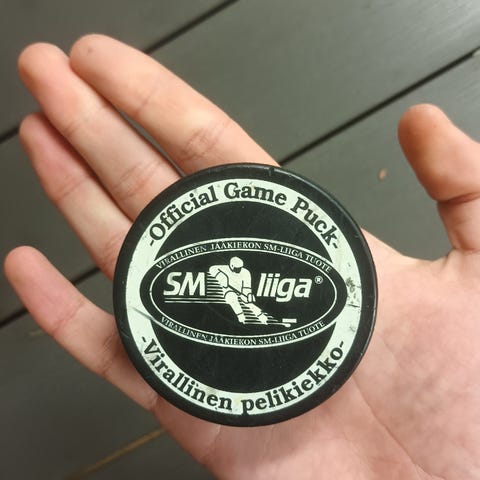 -Official Game Puck-
VIRALLINEN JÄÄKIEKON SM-LIIGA TUOTE
SM liiga®
VIRALLINEN JÄÄKIEKON SM-LIIGA TUOTE
-Virallinen pelikiekko-